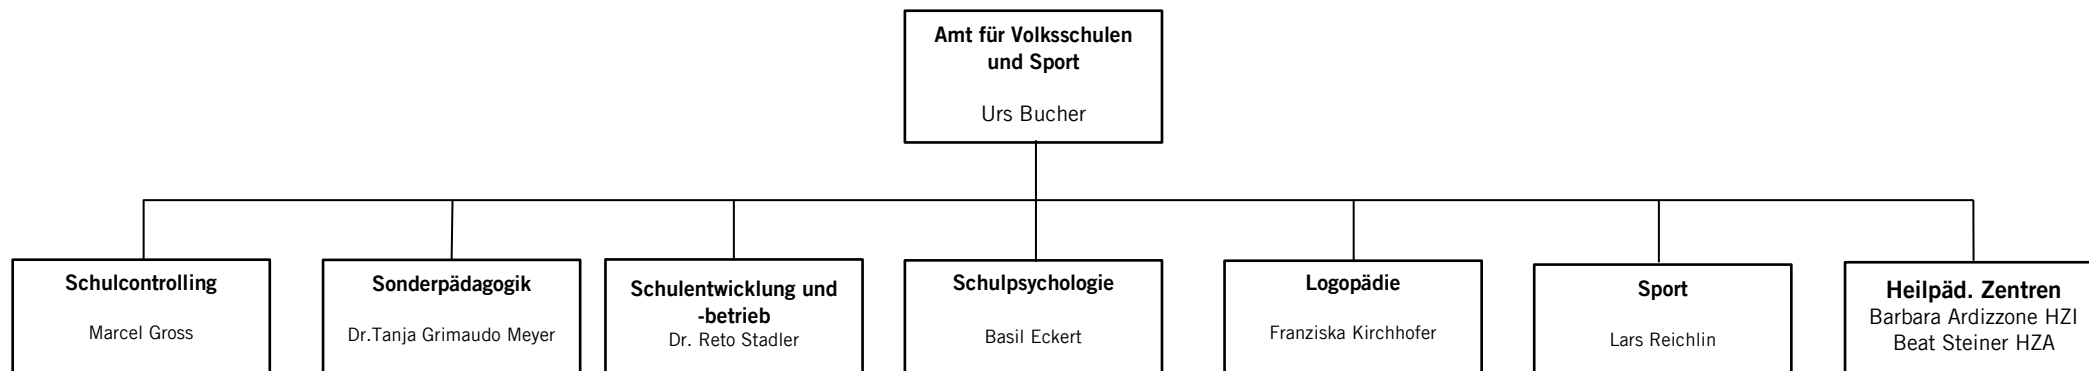 Amt für Volksschulen
und Sport
Urs Bucher
Schulcontrolling
Marcel Gross
Sonderpädagogik
Dr.Tanja Grimaudo Meyer
Schulentwicklung und
-betrieb
Dr. Reto Stadler
Schulpsychologie
Basil Eckert
Logopädie
Franziska Kirchhofer
Sport
Lars Reichlin
Heilpäd. Zentren
Barbara Ardizzone HZI
Beat Steiner HZA